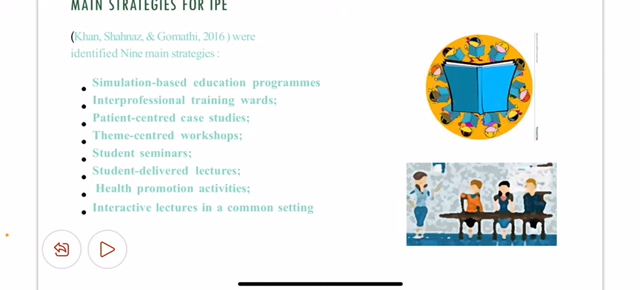 MAIN STRATEGIES FOR IPE
(Khan, Shahnaz, & Gomathi, 2016 ) were
identified Nine main strategies :
• Simulation-based education programmes
• Interprofessional training wards;
• Patient-centred case studies;
• Theme-centred workshops;
• Student seminars;
• Student-delivered lectures;
• Health promotion activities;
• Interactive lectures in a common setting